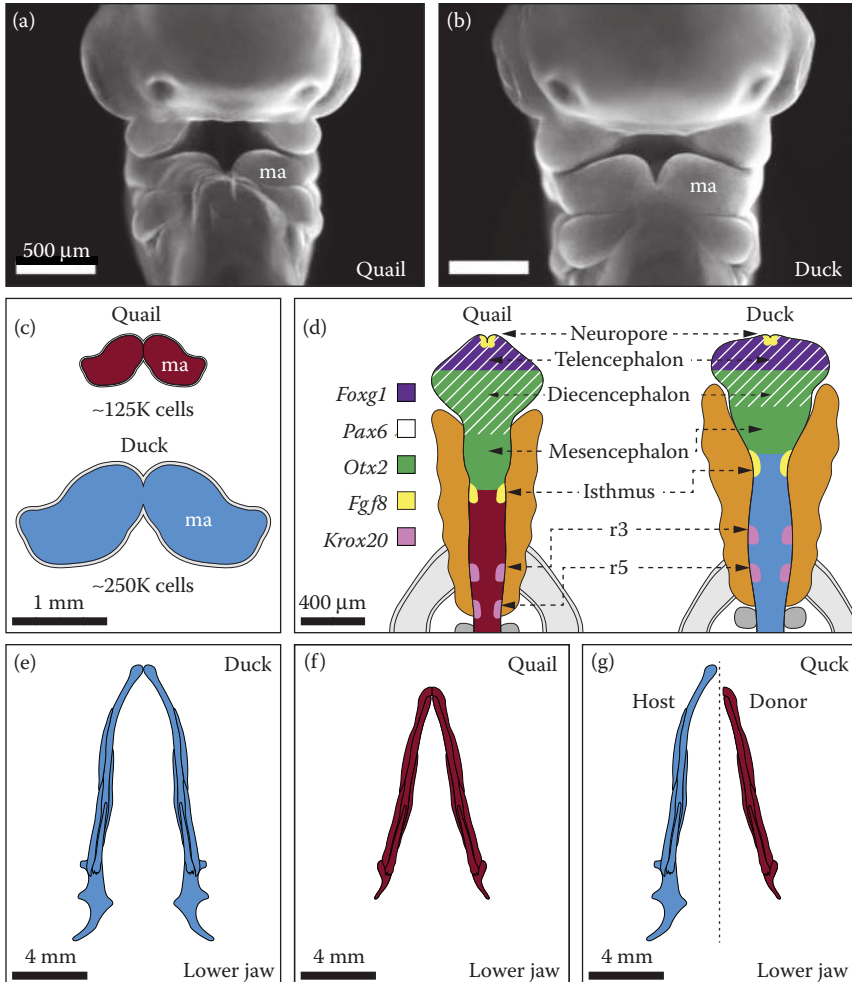 (a)
ma
500 µm
Quail
(b)
ma
Duck
(c)
Quail
ma
~125K cells
Duck
ma
~250K cells
1 mm
(d)
Quail
Duck
Neuropore
Telencephalon
Foxg1
Diecencephalon
Pax6
Mesencephalon
Otx2
Isthmus
Fgf8
r3
Krox20
r5
400 µm
(e)
Duck
4 mm
Lower jaw
(f)
Quail
4 mm
Lower jaw
(g)
Quck
Host
Donor
4 mm
Lower jaw